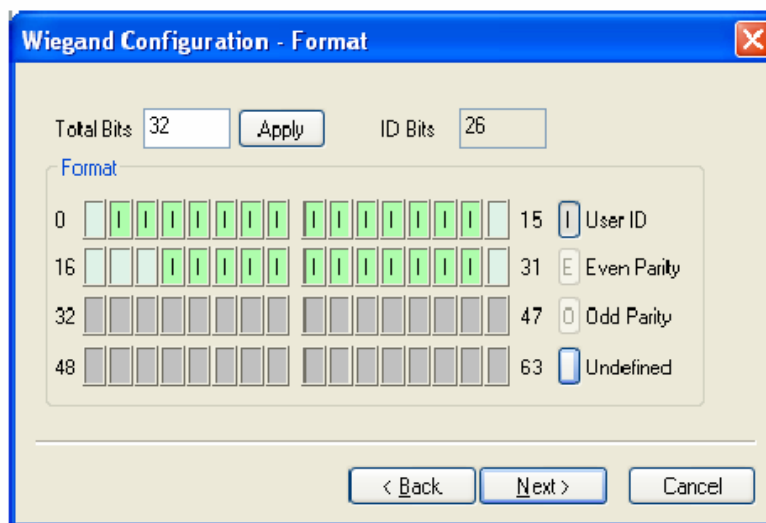 Wiegand Configuration - Format
Total Bits 32 Apply ID Bits 26
Format
0 I I I I I I I I I I I I I I 15 I User ID
16 I I I I I I I I I I I I 31 E Even Parity
32 47 O Odd Parity
48 63 Undefined
< Back Next > Cancel